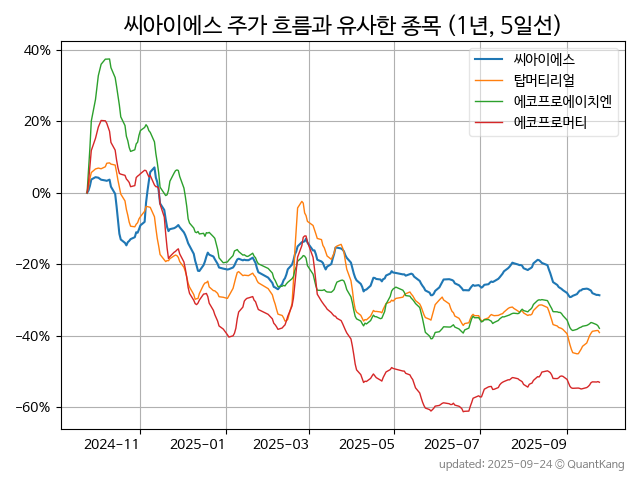 씨아이에스 주가 흐름과 유사한 종목 (1년, 5일선)
씨아이에스
탑머티리얼
에코프로에이치엔
에코프로머티
40%
20%
0%
−20%
−40%
−60%
2024−11 2025−01 2025−03 2025−05 2025−07 2025−09
updated: 2025-09-24 © QuantKang